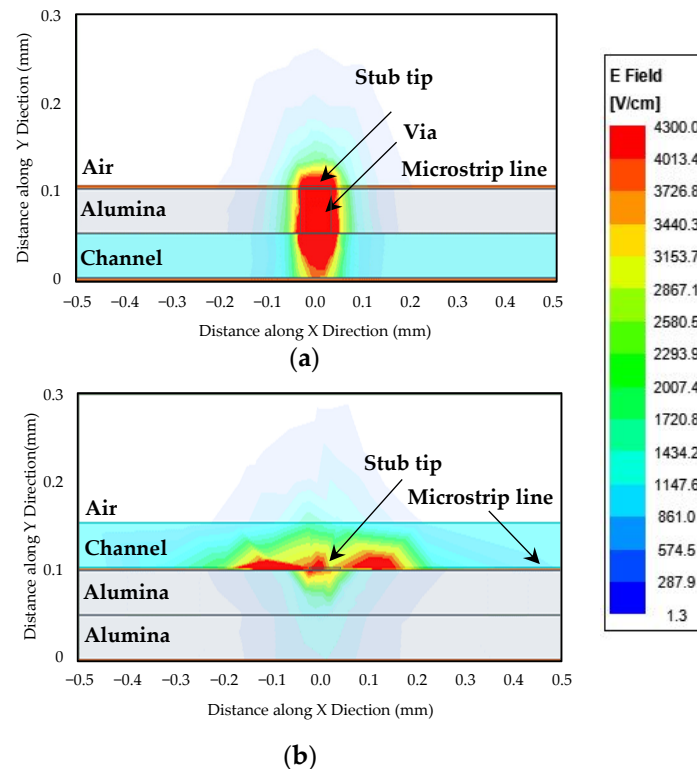 0.3
Distance along Y Diection (mm)
0.2
0.1
0
Stub tip
Via
Air
Microstrip line
Alumina
Channel
−0.5 −0.4 −0.3 −0.2 −0.1 0.0 0.1 0.2 0.3 0.4 0.5
Distance along X Direction (mm)
(a)
0.3
Distance along Y Direction(mm)
0.2
0.1
0
Stub tip
Microstrip line
Air
Channel
Alumina
Alumina
−0.5 −0.4 −0.3 −0.2 −0.1 0.0 0.1 0.2 0.3 0.4 0.5
Distance along X Diection (mm)
(b)
E Field
[V/cm]
4300.0
4013.4
3726.8
3440.3
3153.7
2867.1
2580.5
2293.9
2007.4
1720.8
1434.2
1147.6
861.0
574.5
287.9
1.3